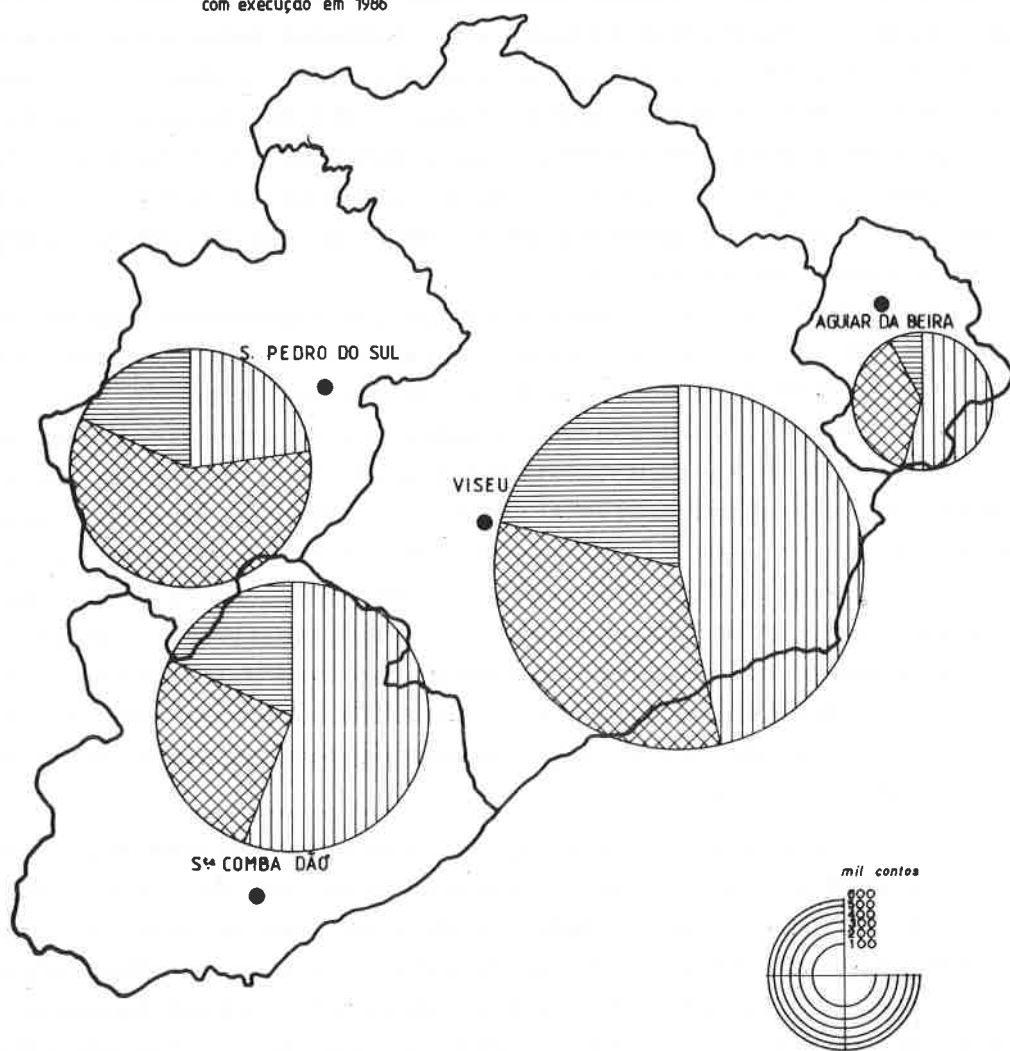 com execução em 1986
AGUIAR DA BEIRA
S. PEDRO DO SUL
VISEU
Sta COMBA DÃO
mil contos
600
500
400
300
200
100